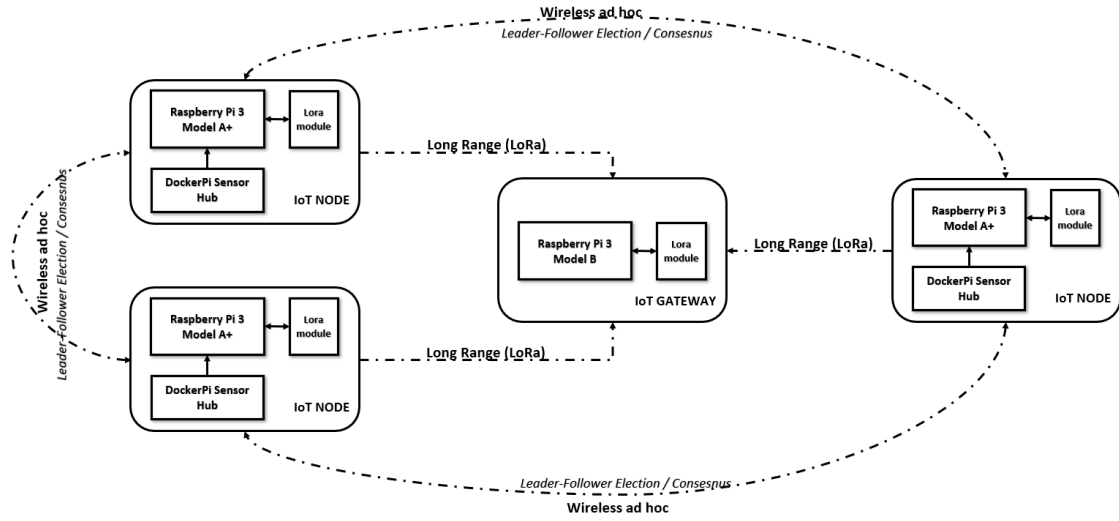 Wireless ad hoc
Leader-Follower Election / Consesnus
Raspberry Pi 3
Model A+
Lora
module
DockerPi Sensor
Hub
IoT NODE
Long Range (LoRa)
Wireless ad hoc
Leader-Follower Election / Consesnus
Raspberry Pi 3
Model B
Lora
module
IoT GATEWAY
Long Range (LoRa)
Raspberry Pi 3
Model A+
Lora
module
DockerPi Sensor
Hub
IoT NODE
Raspberry Pi 3
Model A+
Lora
module
DockerPi Sensor
Hub
IoT NODE
Long Range (LoRa)
Leader-Follower Election / Consesnus
Wireless ad hoc